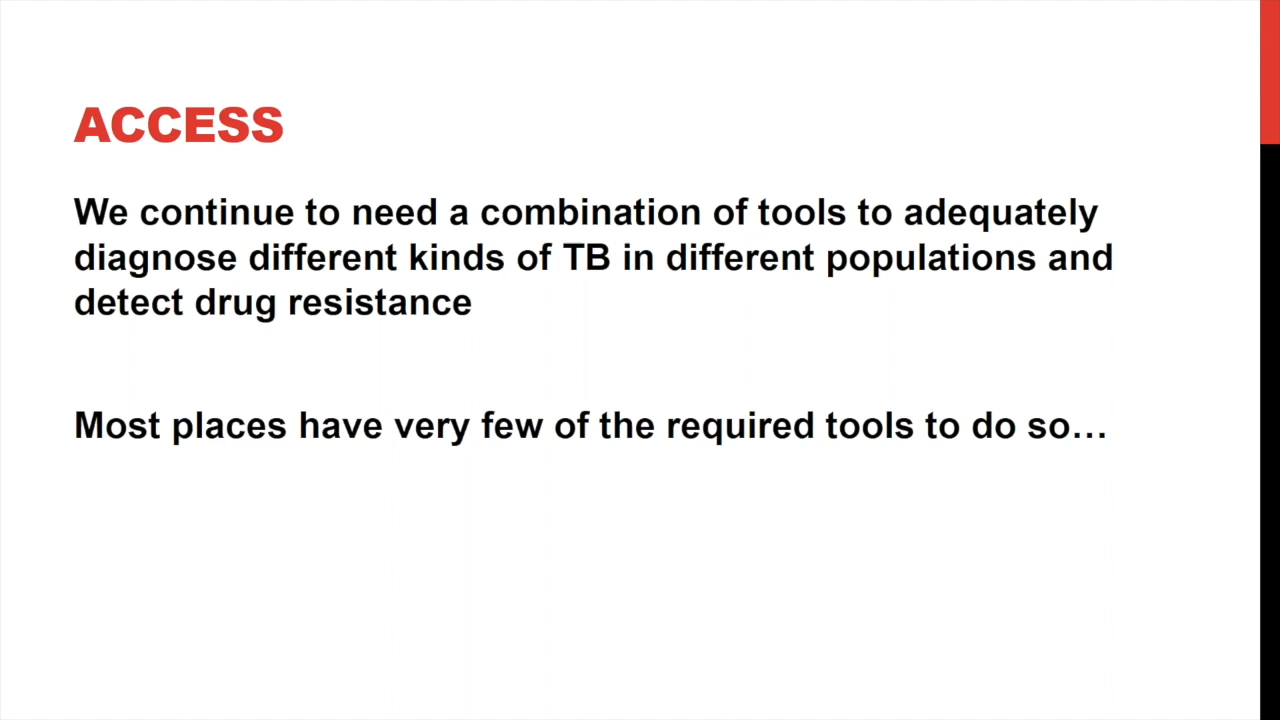 ACCESS
We continue to need a combination of tools to adequately
diagnose different kinds of TB in different populations and
detect drug resistance
Most places have very few of the required tools to do so…